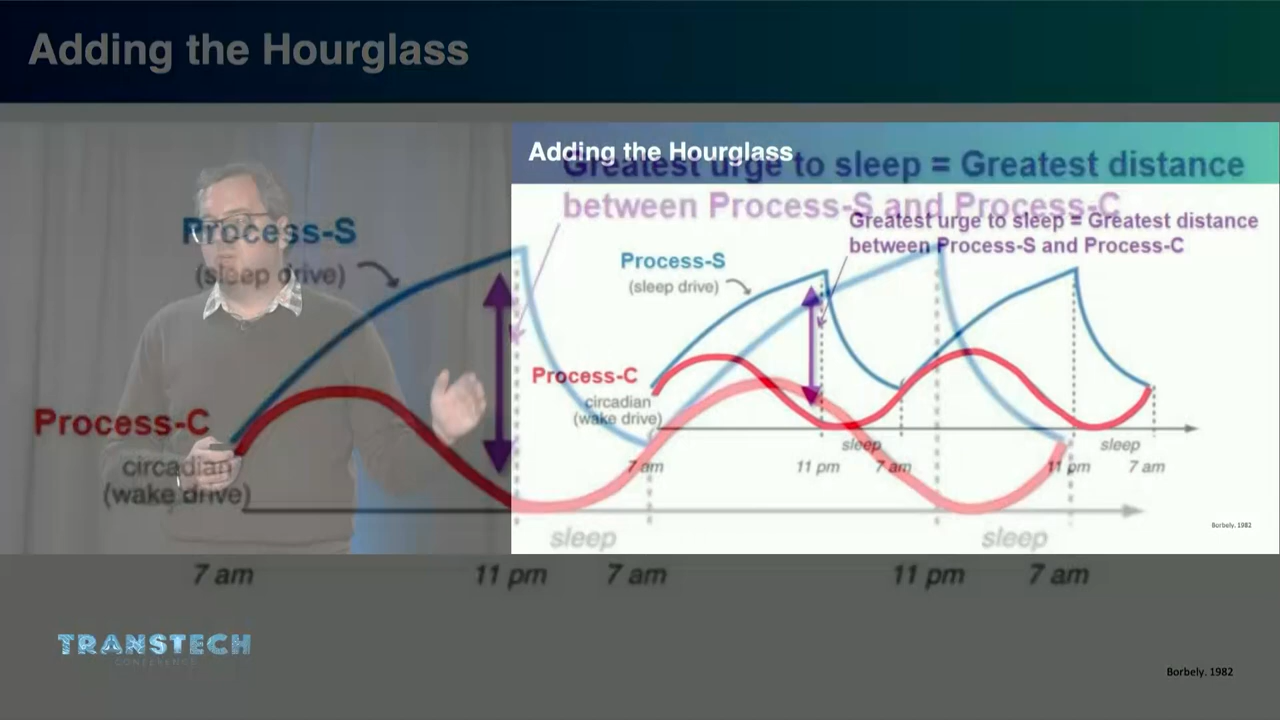 Adding the Hourglass
Adding the Hourglass
Greatest urge to sleep = Greatest distance
between Process-S and Process-C
Greatest urge to sleep = Greatest distance
between Process-S and Process-C
Process-S
(sleep drive)
Process-S
(sleep drive)
Process-C
circadian
(wake drive)
Process-C
circadian
(wake drive)
sleep
sleep
7 am
11 pm
7 am
11 pm
7 am
Borbely, 1982
sleep
sleep
7 am
11 pm
7 am
11 pm
7 am
TRANSTECH
CONFERENCE
Borbely, 1982